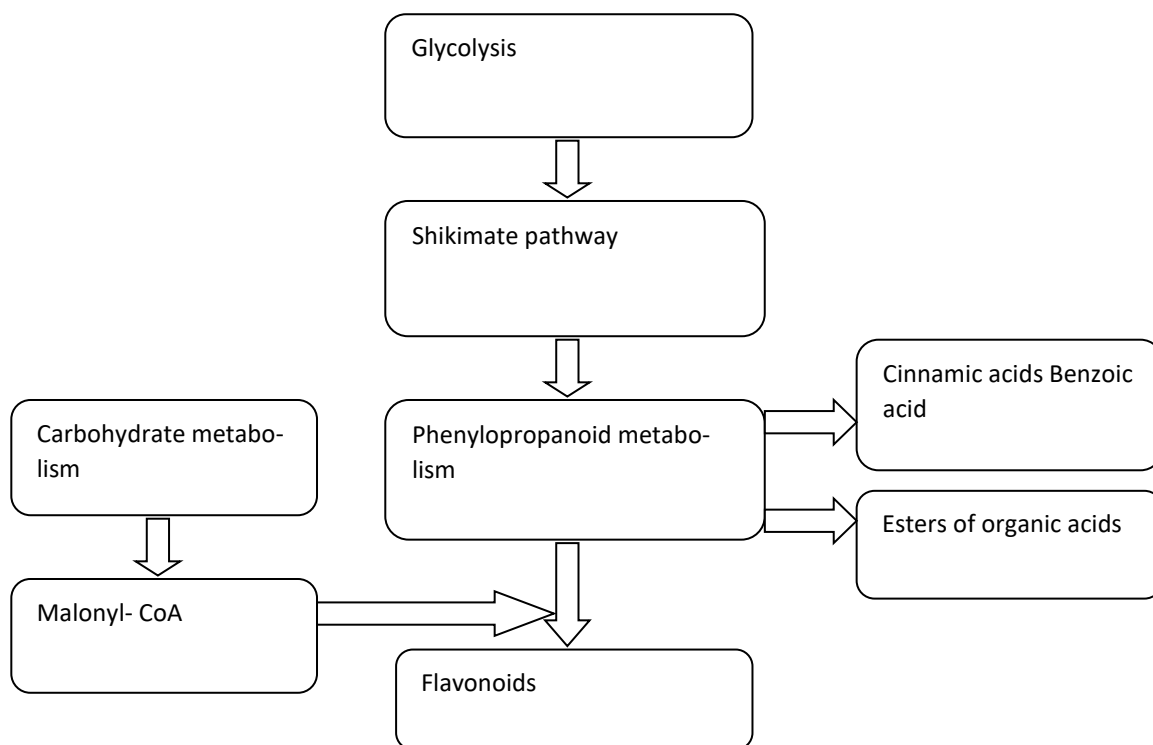 Glycolysis
Shikimate pathway
Cinnamic acids Benzoic
acid
Carbohydrate metabo-
lism
Phenylopropanoid metabo-
lism
Esters of organic acids
Malonyl- CoA
Flavonoids